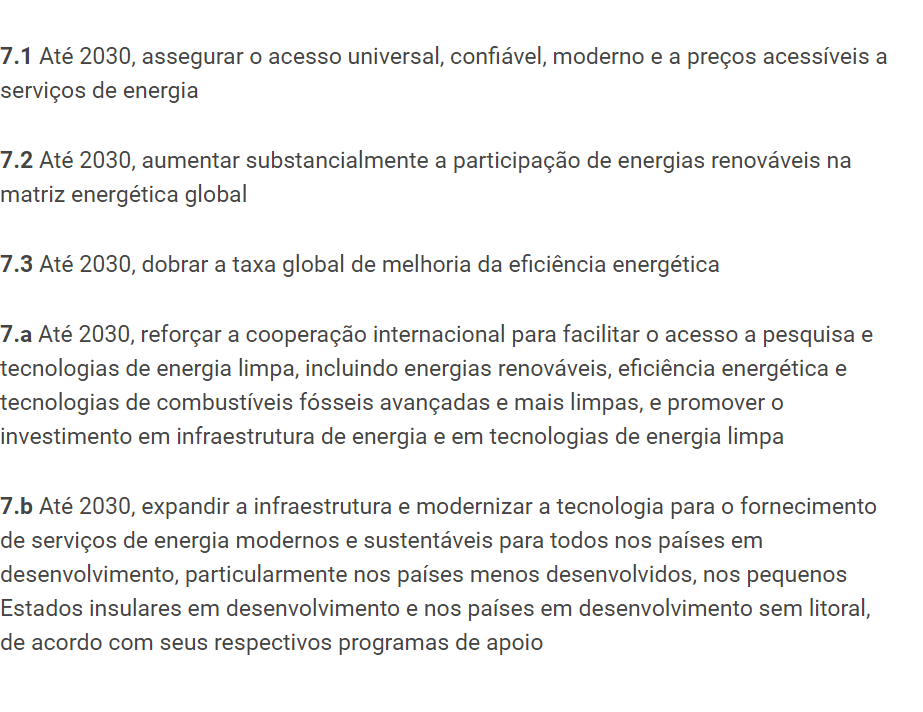 7.1 Até 2030, assegurar o acesso universal, confiável, moderno e a preços acessíveis a
serviços de energia
7.2 Até 2030, aumentar substancialmente a participação de energias renováveis na
matriz energética global
7.3 Até 2030, dobrar a taxa global de melhoria da eficiência energética
7.a Até 2030, reforçar a cooperação internacional para facilitar o acesso a pesquisa e
tecnologias de energia limpa, incluindo energias renováveis, eficiência energética e
tecnologias de combustíveis fósseis avançadas e mais limpas, e promover o
investimento em infraestrutura de energia e em tecnologias de energia limpa
7.b Até 2030, expandir a infraestrutura e modernizar a tecnologia para o fornecimento
de serviços de energia modernos e sustentáveis para todos nos países em
desenvolvimento, particularmente nos países menos desenvolvidos, nos pequenos
Estados insulares em desenvolvimento e nos países em desenvolvimento sem litoral,
de acordo com seus respectivos programas de apoio